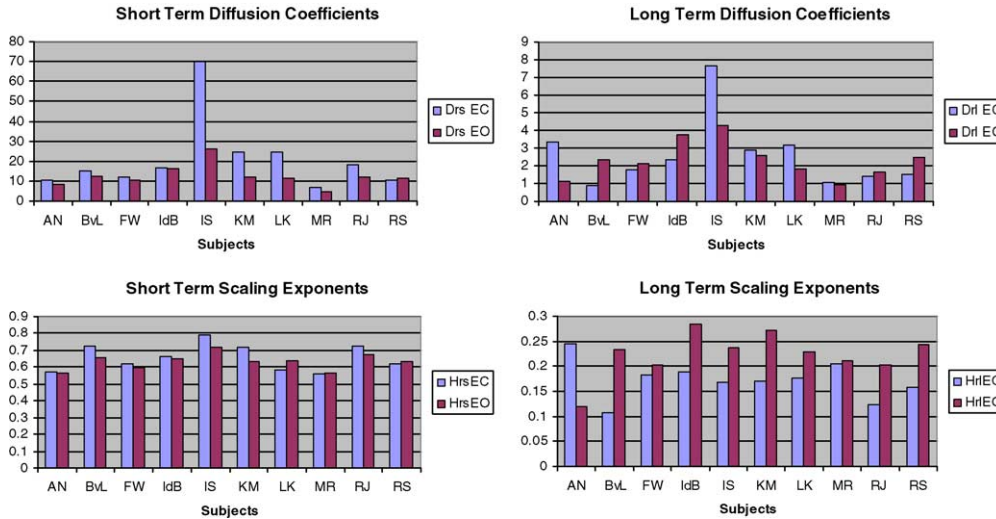 Short Term Diffusion Coefficients
80
70
60
50
40
30
20
10
0
AN BvL FW IdB IS KM LK MR RJ RS
Subjects
Drs EC
Drs EO
Long Term Diffusion Coefficients
9
8
7
6
5
4
3
2
1
0
AN BvL FW IdB IS KM LK MR RJ RS
Subjects
Drl EC
Drl EO
Short Term Scaling Exponents
0.9
0.8
0.7
0.6
0.5
0.4
0.3
0.2
0.1
0
AN BvL FW IdB IS KM LK MR RJ RS
Subjects
HrsEC
HrsEO
Long Term Scaling Exponents
0.3
0.25
0.2
0.15
0.1
0.05
0
AN BvL FW IdB IS KM LK MR RJ RS
Subjects
HrlEC
HrlEO